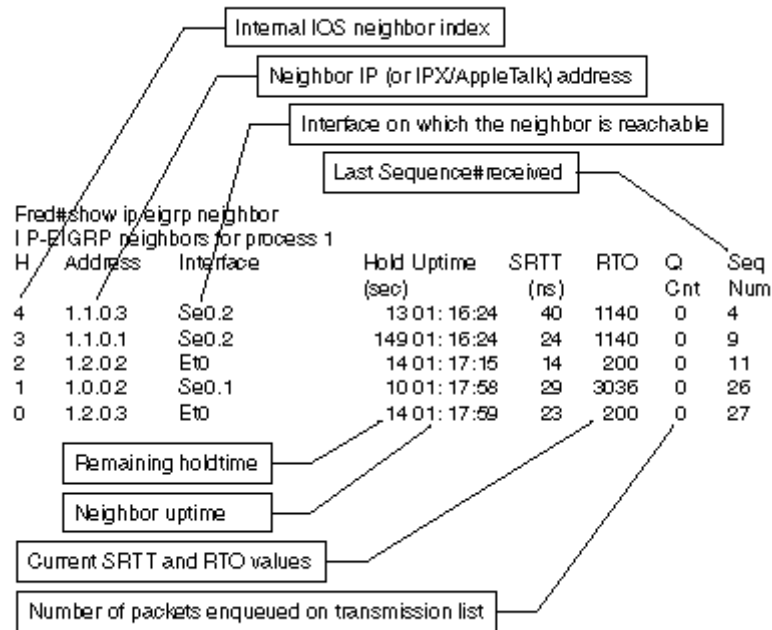 Internal IOS neighbor index
Neighbor IP (or IPX/AppleTalk) address
Interface on which the neighbor is reachable
Last Sequence#received
Fred#show ip eigrp neighbor
I P-EIGRP neighbors for process 1
H Address Interface Hold Uptime SRTT RTO Q Seq
(sec) (ns) Cnt Num
4 1.1.0.3 Se0.2 13 01: 16:24 40 1140 0 4
3 1.1.0.1 Se0.2 149 01: 16:24 24 1140 0 9
2 1.2.0.2 Et0 14 01: 17:15 14 200 0 11
1 1.0.0.2 Se0.1 10 01: 17:58 29 3036 0 26
0 1.2.0.3 Et0 14 01: 17:59 23 200 0 27
Remaining holdtime
Neighbor uptime
Current SRTT and RTO values
Number of packets enqueued on transmission list